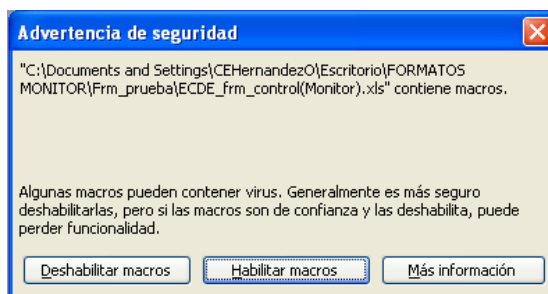 Advertencia de seguridad
"C:\Documents and Settings\CEHernandezO\Escritorio\FORMATOS
MONITOR\Frm_prueba\ECDE_frm_control(Monitor).xls" contiene macros.
Algunas macros pueden contener virus. Generalmente es más seguro
deshabilitarlas, pero si las macros son de confianza y las deshabilita, puede
perder funcionalidad.
Deshabilitar macros Habilitar macros Más información